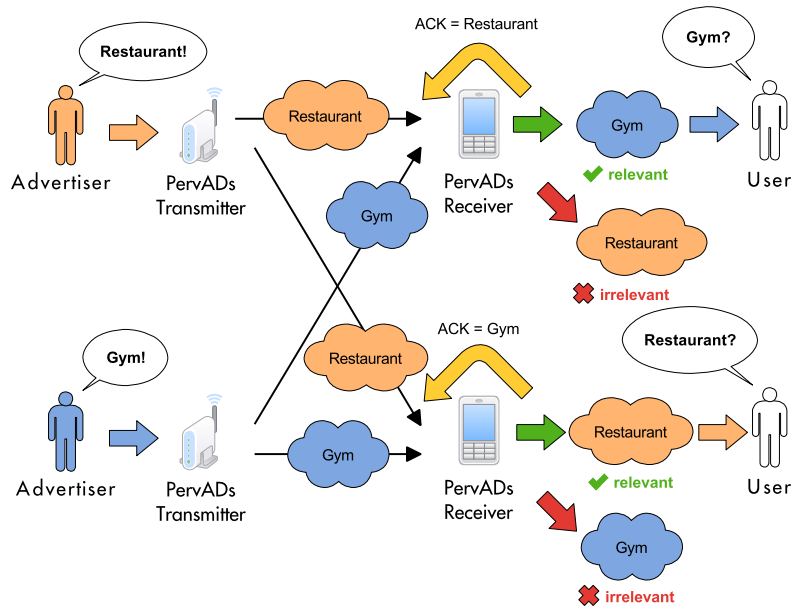 ACK = Restaurant
Restaurant!
Gym?
Restaurant
Gym
relevant
Advertiser
PervADs
Transmitter
Gym
PervADs
Receiver
User
Restaurant
irrelevant
ACK = Gym
Restaurant?
Gym!
Restaurant
Restaurant
Gym
relevant
Advertiser
PervADs
Transmitter
PervADs
Receiver
User
Gym
irrelevant